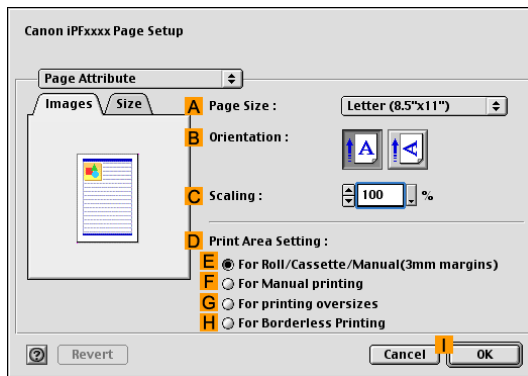 Canon iPFxxxx Page Setup
Page Attribute
Images Size
A Page Size : Letter (8.5"x11")
B Orientation : A A
C Scaling : 100 %
D Print Area Setting :
E For Roll/Cassette/Manual(3mm margins)
F For Manual printing
G For printing oversizes
H For Borderless Printing
I
? Revert Cancel OK